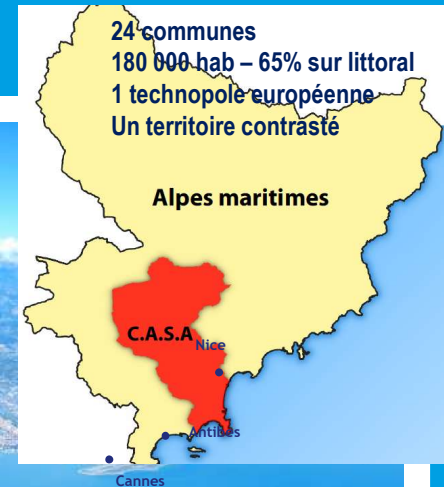 24 communes
180 000 hab – 65% sur littoral
1 technopole européenne
Un territoire contrasté
Alpes maritimes
C.A.S.A
Nice
Antibes
Cannes